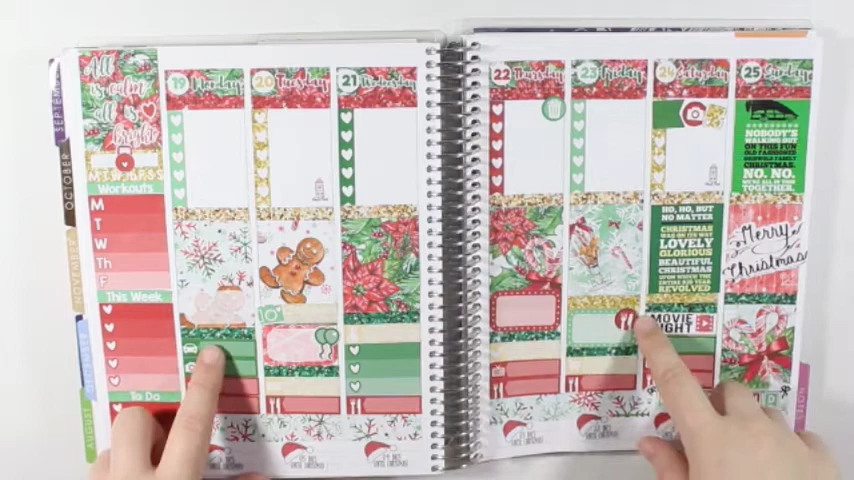 All
is calm
all is
bright
M T W T F S S
Workouts
M
T
W
Th
F
This Week
To Do
19 Monday
20 Tuesday
21 Wednesday
10
22 Thursday
23 Friday
24 Saturday
25 Sunday
HO, HO, BUT
NO MATTER
CHRISTMAS
WAS ON ITS WAY
LOVELY
GLORIOUS
BEAUTIFUL
CHRISTMAS
UPON WHICH THE
ENTIRE KID YEAR
REVOLVED
MOVIE
NIGHT
NOBODY'S
WALKING OUT
ON THIS FUN
OLD FASHIONED
FAMILY
CHRISTMAS.
NO. NO.
WE'RE ALL IN THIS
TOGETHER.
Merry
Christmas
SEPTEMBER
OCTOBER
NOVEMBER
AUGUST